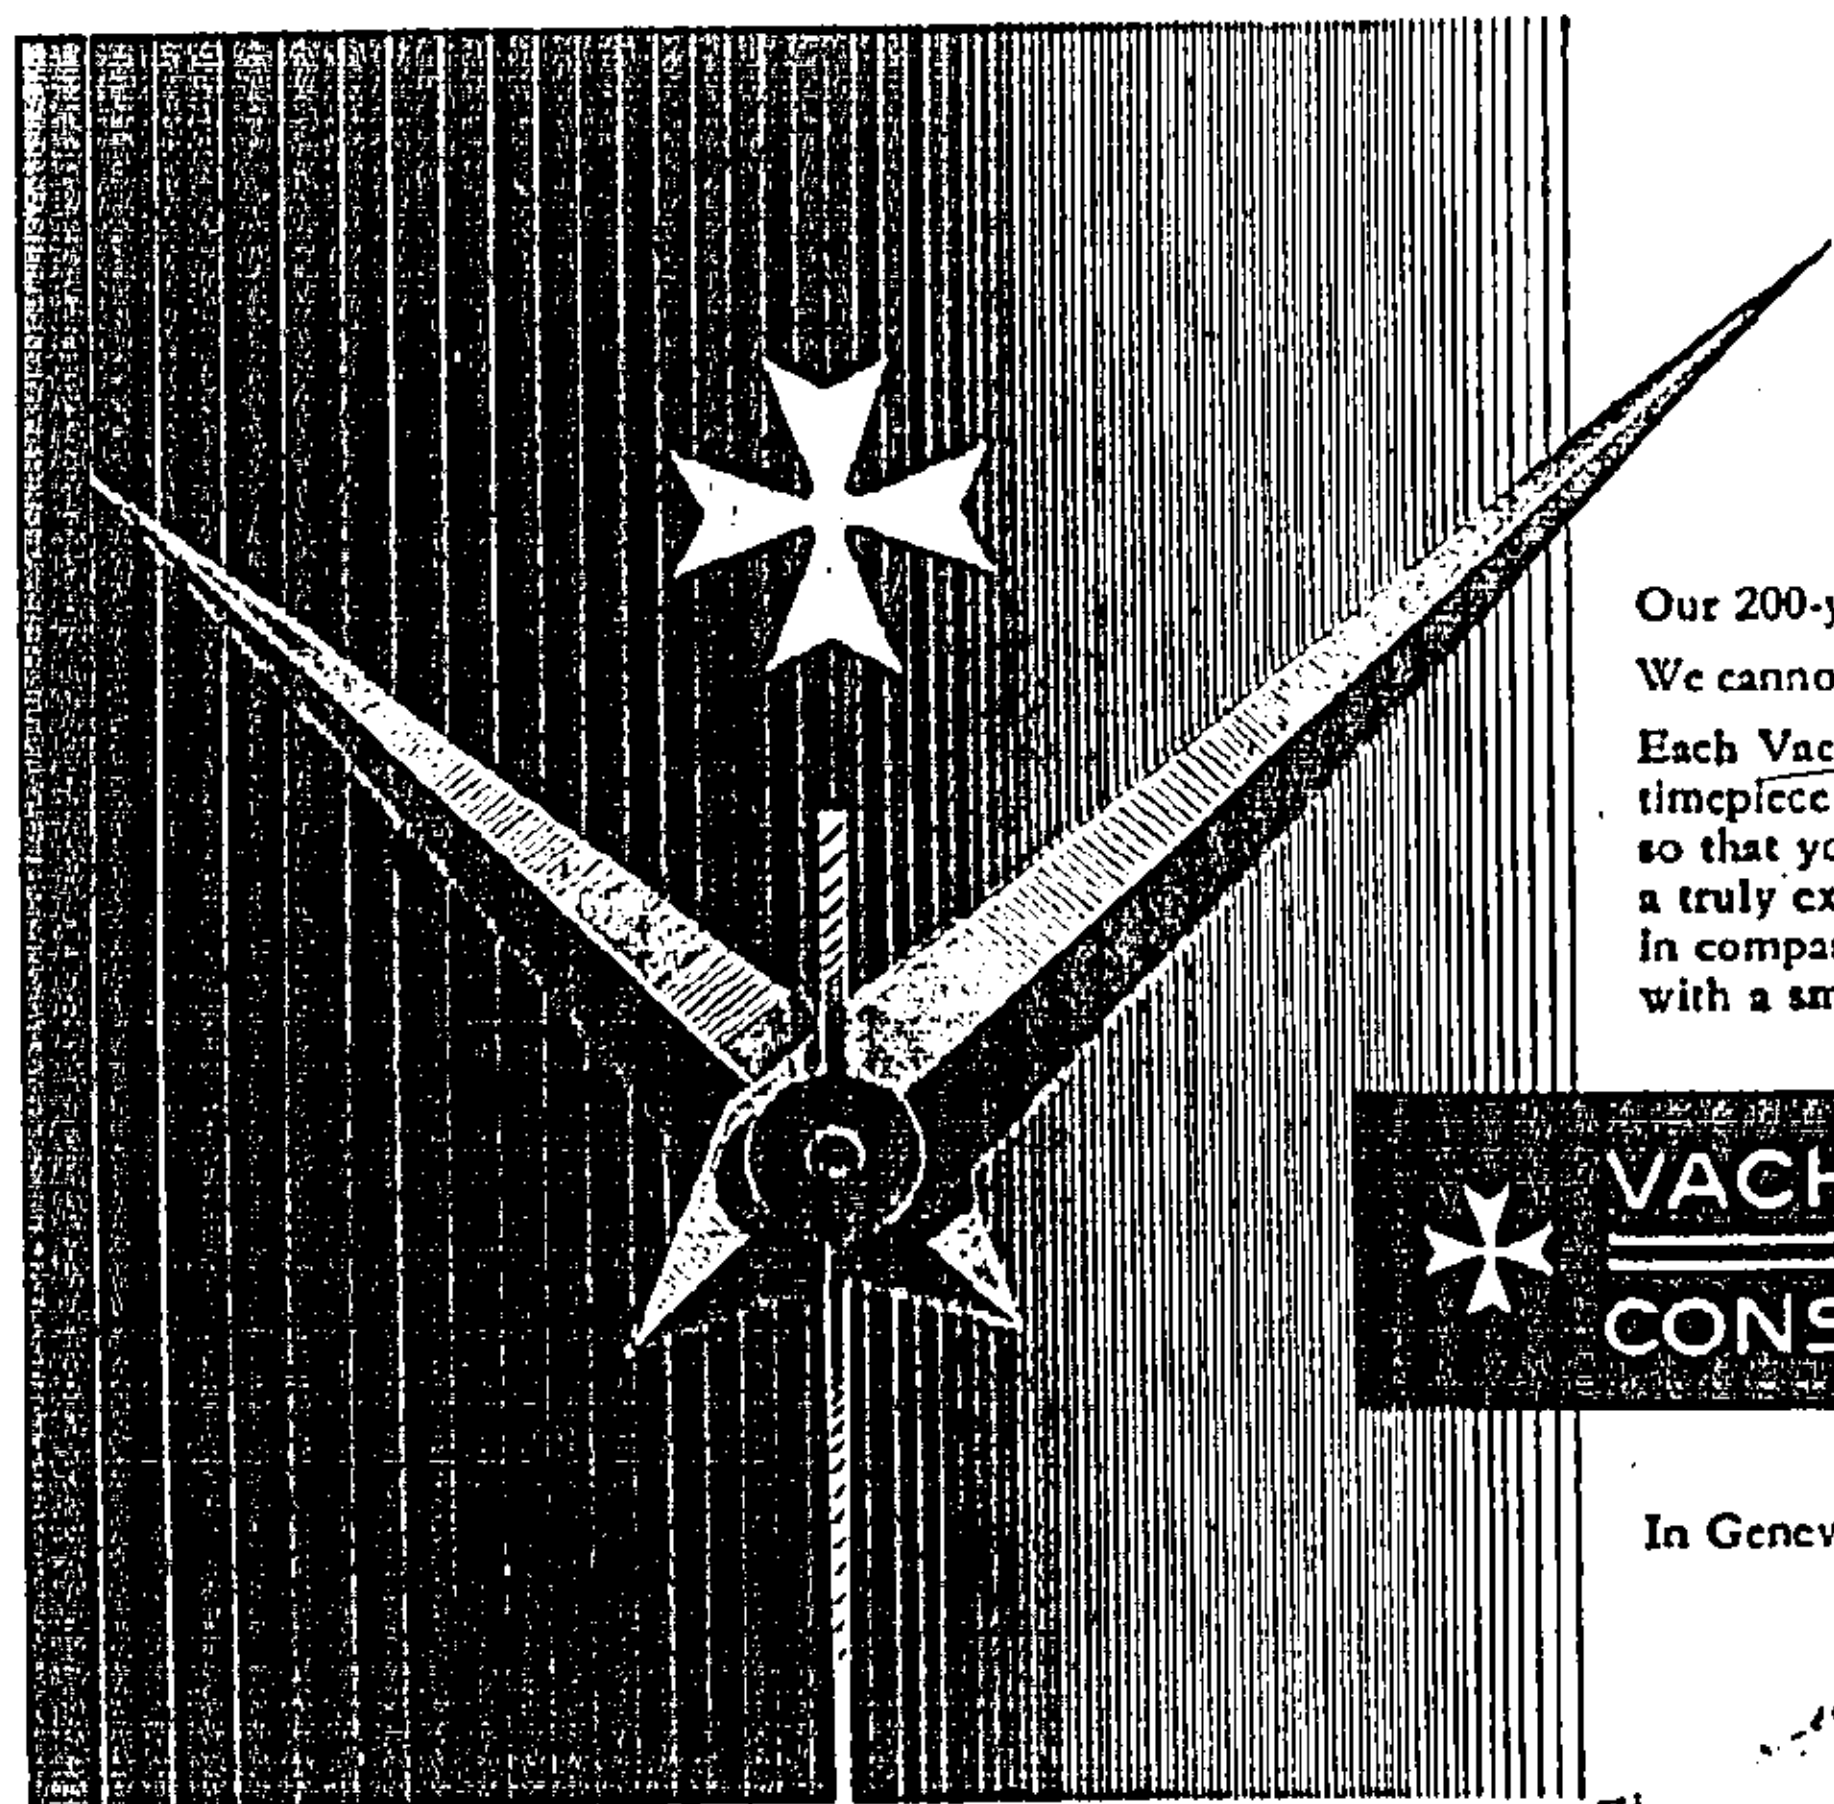 Our 200-y
We canno
Each Vac
timepiece
so that yo
a truly ex
in compa
with a sm
VACH
CONS
In Genev